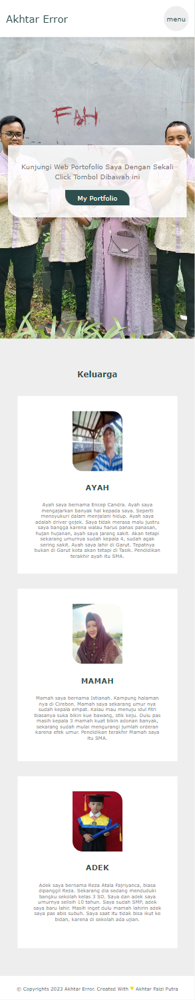 Akhtar Error
menu
FAH
Kunjungi Web Portofolio Saya Dengan Sekali
Click Tombol Dibawah ini
My Portfolio
Keluarga
AYAH
Ayah saya bernama Encep Candra. Ayah saya
mengajarkan banyak hal kepada saya. Seperti
mensyukuri dalam menjalani hidup. Ayah saya
adalah driver gojek. Saya tidak merasa malu justru
saya bangga karena walau harus panas panasan,
hujan hujanan, ayah saya jarang sakit. Akan tetapi
sekarang umurnya sudah kepala 4, sudah agak
sering sakit. Ayah saya lahir di Garut. Tepatnya
bukan di Garut kota akan tetapi di Tasik. Pendidikan
terakhir ayah itu SMA.
MAMAH
Mamah saya bernama Istianah. Kampung halaman
nya di Cirebon. Mamah saya sekarang umur nya
sudah kepala empat. Kalau mau menuju idul fitri
biasanya suka bikin kue bawang, stik keju. Dulu pas
masih kepala 3 mamah kuat bikin adonan banyak,
sekarang sudah mulai mengurangi jumlah orderan
karena efek umur. Pendidikan terakhir Mamah saya
itu SMA.
ADEK
Adek saya bernama Reza Atala Fajriyanca, biasa
dipanggil Reza. Sekarang dia sedang menduduki
bangku sekolah kelas 3 SD. Saya dan adek saya
umurnya selisih 10 tahun. Saya sudah SMP, adek
saya baru lahir. Masih inget dulu mamah lahirin adek
saya pas abis subuh. Saya saat itu tidak bisa ikut ke
bidan, karena di sekolah ada ujian.
© Copyrights 2023 Akhtar Error. Created With 💛 Akhtar Faizi Putra